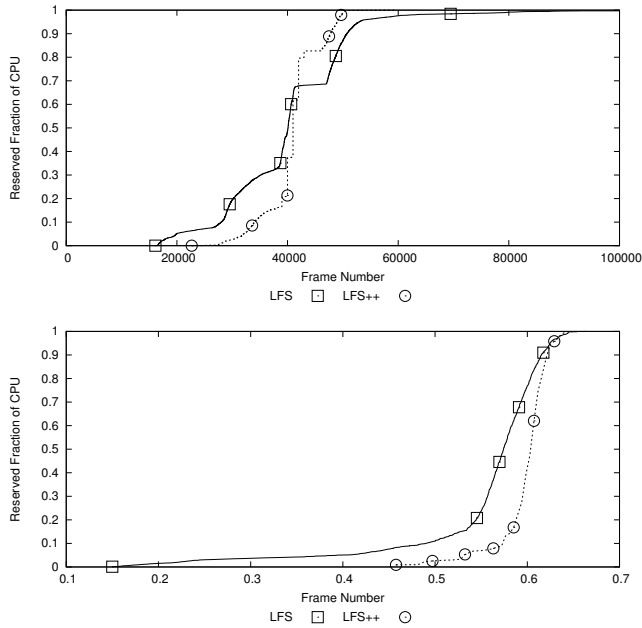 1
0.9
0.8
0.7
0.6
0.5
0.4
0.3
0.2
0.1
0
Reserved Fraction of CPU
0 20000 40000 60000 80000 100000
Frame Number
LFS LFS++
1
0.9
0.8
0.7
0.6
0.5
0.4
0.3
0.2
0.1
0
Reserved Fraction of CPU
0.1 0.2 0.3 0.4 0.5 0.6 0.7
Frame Number
LFS LFS++